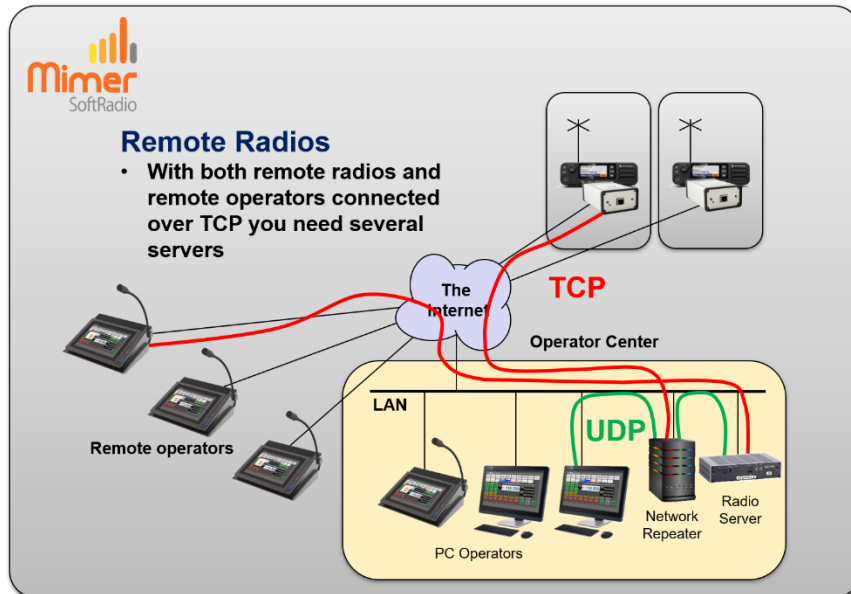 Mimer
SoftRadio
Remote Radios
• With both remote radios and
remote operators connected
over TCP you need several
servers
The
Internet
TCP
Operator Center
LAN
UDP
Remote operators
PC Operators
Network
Repeater
Radio
Server